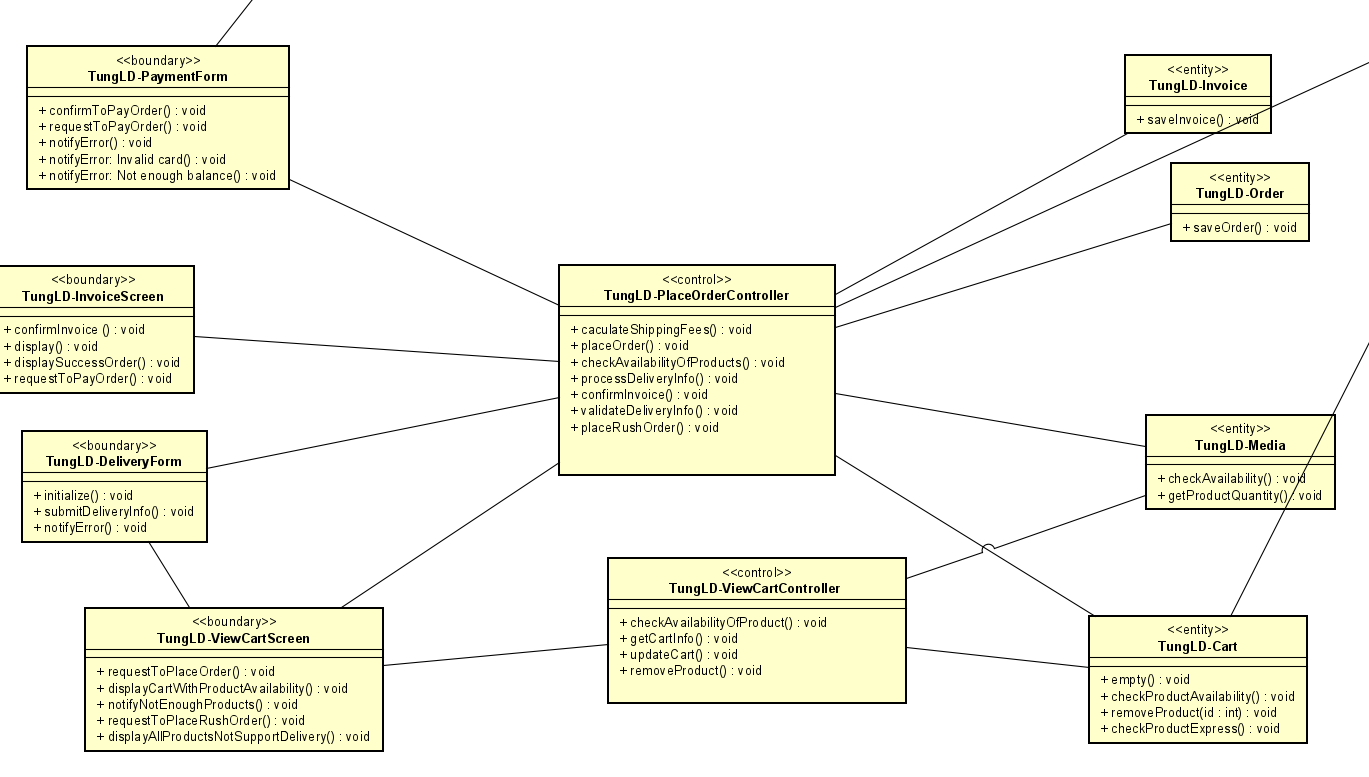 <<boundary>>
TungLD-PaymentForm
+ confirmToPayOrder() : void
+ requestToPayOrder() : void
+ notifyError() : void
+ notifyError: Invalid card() : void
+ notifyError: Not enough balance() : void
<<entity>>
TungLD-Invoice
+ saveInvoice() : void
<<entity>>
TungLD-Order
+ saveOrder() : void
<<boundary>>
TungLD-InvoiceScreen
+ confirmInvoice () : void
+ display() : void
+ displaySuccessOrder() : void
+ requestToPayOrder() : void
<<control>>
TungLD-PlaceOrderController
+ caculateShippingFees() : void
+ placeOrder() : void
+ checkAvailabilityOfProducts() : void
+ processDeliveryInfo() : void
+ confirmInvoice() : void
+ validateDeliveryInfo() : void
+ placeRushOrder() : void
<<boundary>>
TungLD-DeliveryForm
+ initialize() : void
+ submitDeliveryInfo() : void
+ notifyError() : void
<<entity>>
TungLD-Media
+ checkAvailability() : void
+ getProductQuantity() : void
<<boundary>>
TungLD-ViewCartScreen
+ requestToPlaceOrder() : void
+ displayCartWithProductAvailability() : void
+ notifyNotEnoughProducts() : void
+ requestToPlaceRushOrder() : void
+ displayAllProductsNotSupportDelivery() : void
<<control>>
TungLD-ViewCartController
+ checkAvailabilityOfProduct() : void
+ getCartInfo() : void
+ updateCart() : void
+ removeProduct() : void
<<entity>>
TungLD-Cart
+ empty() : void
+ checkProductAvailability() : void
+ removeProduct(id : int) : void
+ checkProductExpress() : void